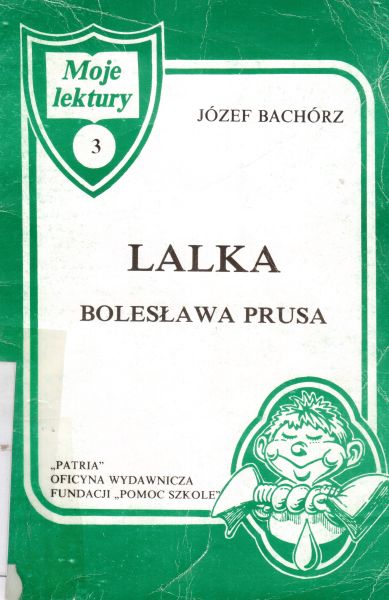 Moje
lektury
3
JÓZEF BACHÓRZ
LALKA
BOLESŁAWA PRUSA
„PATRIA”
OFICYNA WYDAWNICZA
FUNDACJI „POMOC SZKOLE”